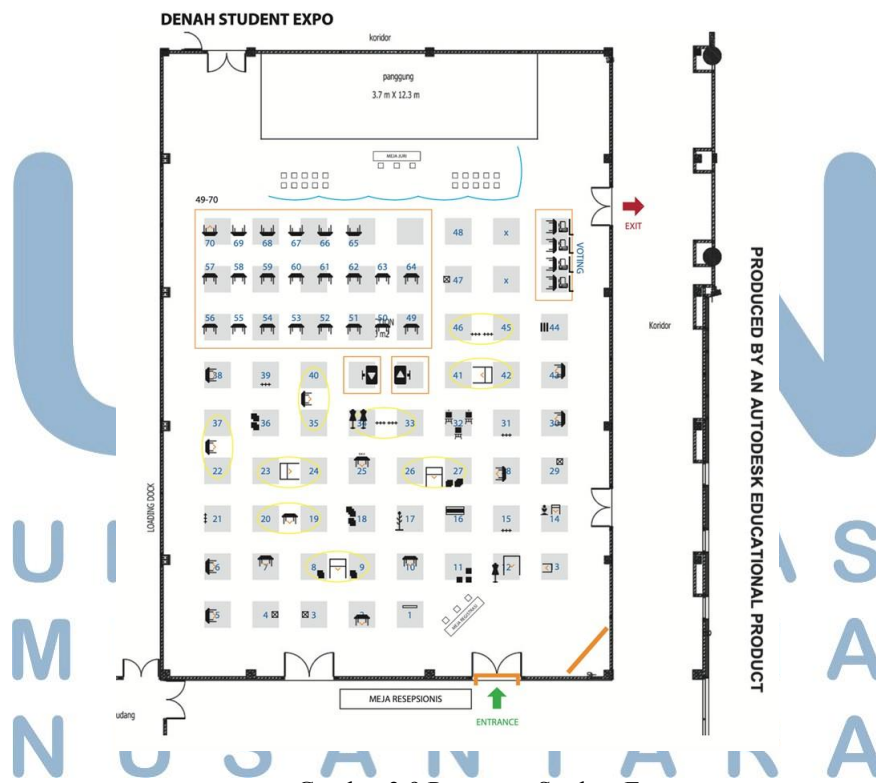 DENAH STUDENT EXPO
koridor
panggung
3.7 m X 12.3 m
MEJA JURI
49-70
EXIT
VOTING
70 69 68 67 66 65 48 x
57 58 59 60 61 62 63 64 47 x
56 55 54 53 52 51 50 49 46 45 44
38 39 40 41 42
37 36 35 33 32 31 30
22 23 24 25 26 27 29
21 20 19 18 17 16 15 14
6 7 8 9 10 11
5 4 3 2 1
MEJA REGISTRASI
LOADING DOCK
Koridor
PRODUCED BY AN AUTODESK EDUCATIONAL PRODUCT
MEJA RESEPSIONIS
ENTRANCE
udang